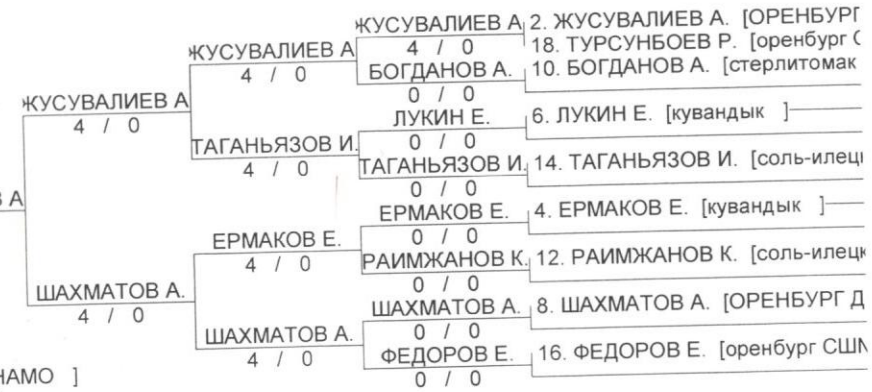 ЖУСУВАЛИЕВ А 2. ЖУСУВАЛИЕВ А. [ОРЕНБУРГ
4 / 0 18. ТУРСУНБОЕВ Р. [оренбург
ЖУСУВАЛИЕВ А
4 / 0
БОГДАНОВ А. 10. БОГДАНОВ А. [стерлитомак
0 / 0
ЖУСУВАЛИЕВ А
4 / 0
ЛУКИН Е. 6. ЛУКИН Е. [кувандык ]
0 / 0
ТАГАНЬЯЗОВ И.
4 / 0
ТАГАНЬЯЗОВ И. 14. ТАГАНЬЯЗОВ И. [соль-илец
0 / 0
В А
ЕРМАКОВ Е. 4. ЕРМАКОВ Е. [кувандык ]
0 / 0
ЕРМАКОВ Е.
4 / 0
РАИМЖАНОВ К. 12. РАИМЖАНОВ К. [соль-илецк
0 / 0
ШАХМАТОВ А.
4 / 0
ШАХМАТОВ А. 8. ШАХМАТОВ А. [ОРЕНБУРГ Д
0 / 0
ШАХМАТОВ А.
4 / 0
ФЕДОРОВ Е. 16. ФЕДОРОВ Е. [оренбург СШ
0 / 0
НАМО ]